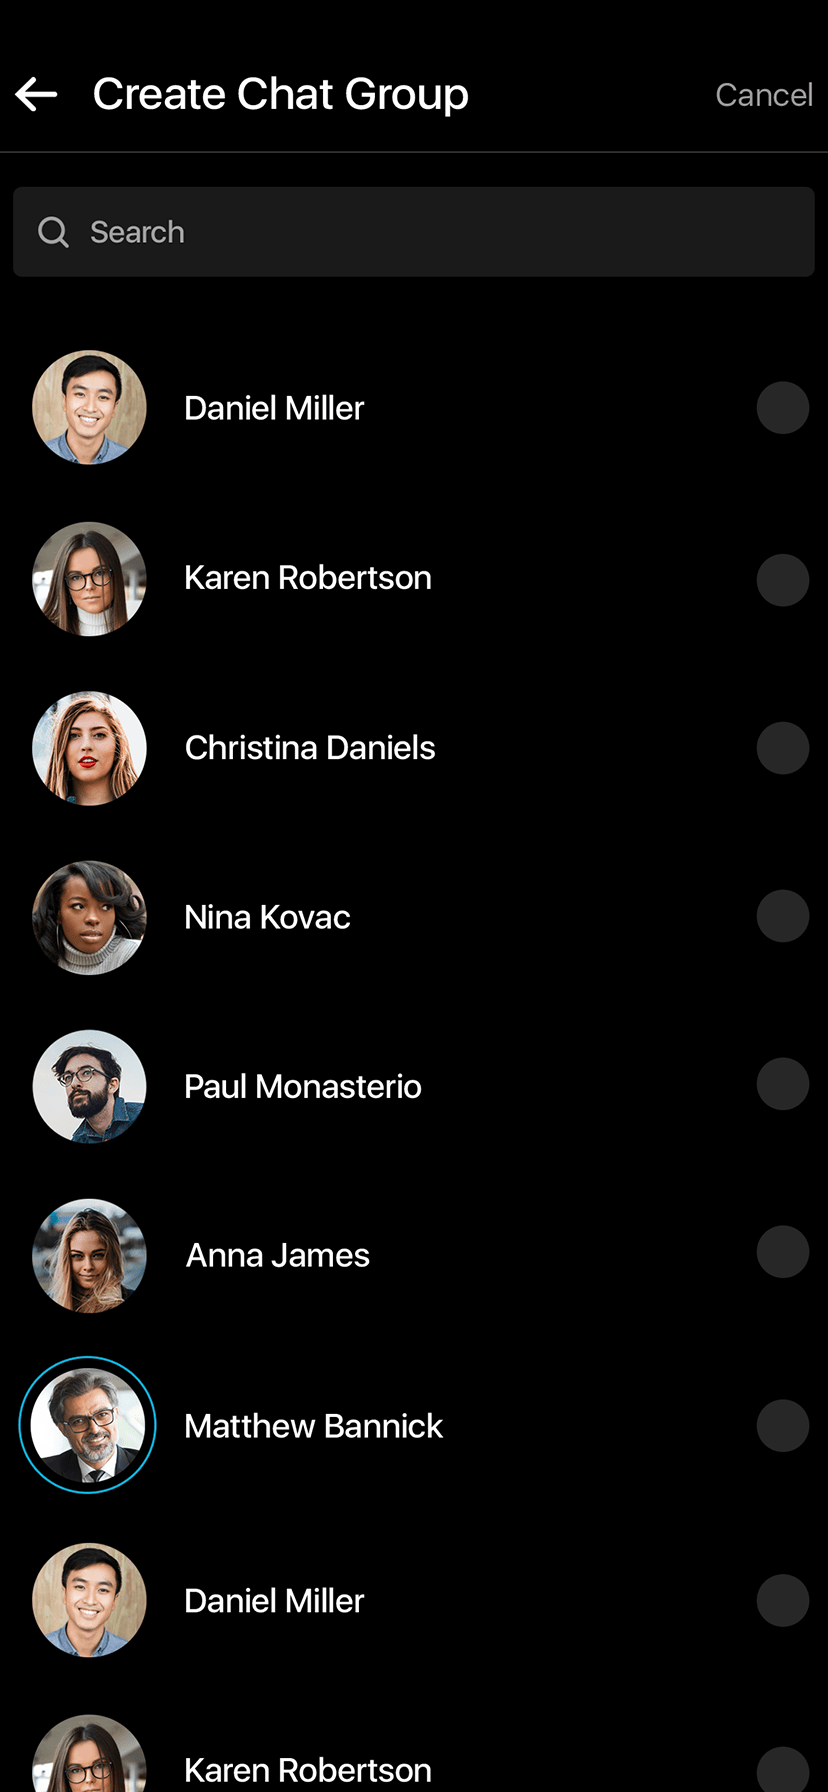 Create Chat Group
Cancel
Search
Daniel Miller
Karen Robertson
Christina Daniels
Nina Kovac
Paul Monasterio
Anna James
Matthew Bannick
Daniel Miller
Karen Robertson